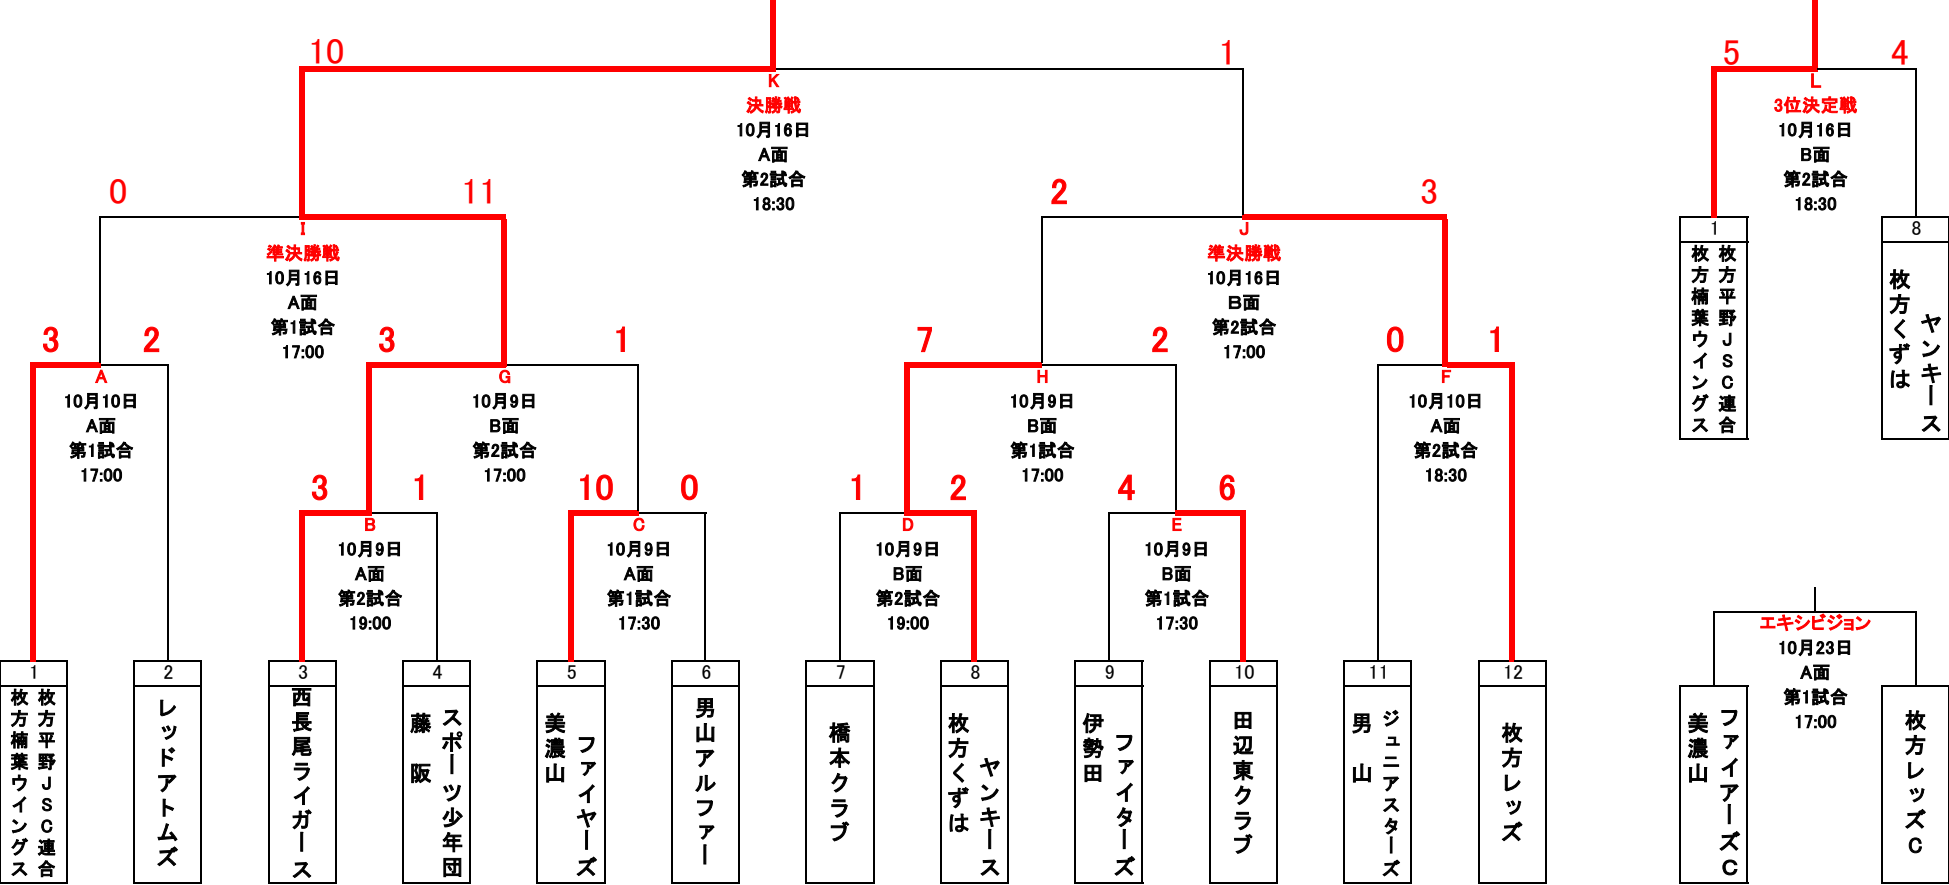 10
1
K
決勝戦
10月16日
A面
第2試合
18:30
5
4
L
3位決定戦
10月16日
B面
第2試合
18:30
0
11
I
準決勝戦
10月16日
A面
第1試合
17:00
2
3
J
準決勝戦
10月16日
B面
第2試合
17:00
1
枚方平野JSC連合
枚方楠葉ウイングス
8
枚方くずは
ヤンキース
3
2
A
10月10日
A面
第1試合
17:00
3
1
G
10月9日
B面
第2試合
17:00
7
2
H
10月9日
B面
第1試合
17:00
0
1
F
10月10日
A面
第2試合
18:30
3
1
B
10月9日
A面
第2試合
19:00
10
0
C
10月9日
A面
第1試合
17:30
1
2
D
10月9日
B面
第2試合
19:00
4
6
E
10月9日
B面
第1試合
17:30
1
枚方平野JSC連合
枚方楠葉ウイングス
2
レッドアトムズ
3
西長尾ライガース
4
藤阪
スポーツ少年団
5
美濃山
ファイヤーズ
6
男山アルファー
7
橋本クラブ
8
枚方くずは
ヤンキース
9
伊勢田
ファイターズ
10
田辺東クラブ
11
男山
ジュニアスターズ
12
枚方レッズ
エキシビジョン
10月23日
A面
第1試合
17:00
美濃山
ファイアーズC
枚方レッズC